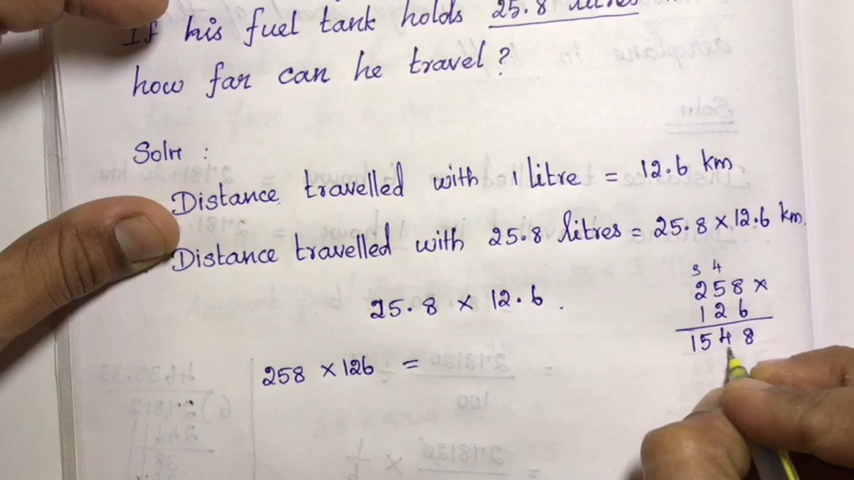 If his fuel tank holds 25.8 litres
how far can he travel?
Soln :
Distance travelled with 1 litre = 12.6 km
Distance travelled with 25.8 litres = 25.8 × 12.6 km.
25.8 × 12.6 .
3 4
258 ×
126
1548
258 × 126 =